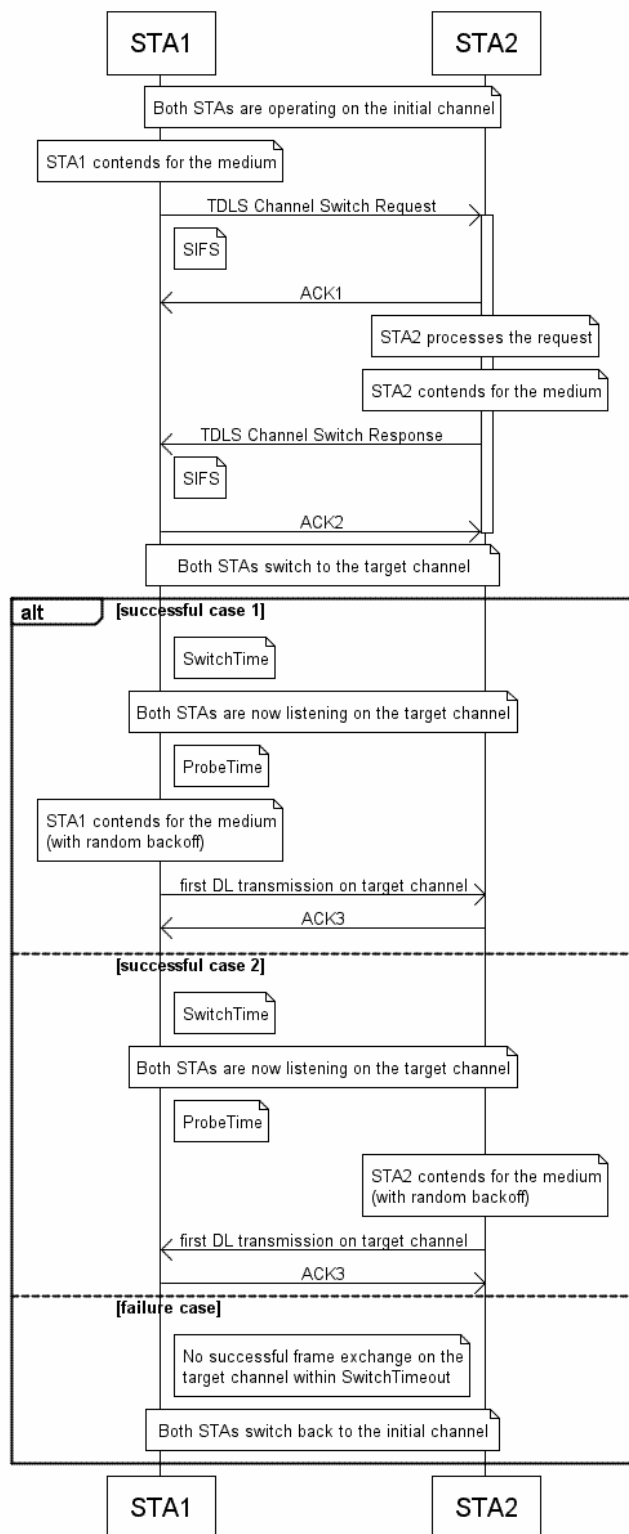 STA1
STA2
Both STAs are operating on the initial channel
STA1 contends for the medium
TDLS Channel Switch Request
SIFS
ACK1
STA2 processes the request
STA2 contends for the medium
TDLS Channel Switch Response
SIFS
ACK2
Both STAs switch to the target channel
alt
[successful case 1]
SwitchTime
Both STAs are now listening on the target channel
ProbeTime
STA1 contends for the medium
(with random backoff)
first DL transmission on target channel
ACK3
[successful case 2]
SwitchTime
Both STAs are now listening on the target channel
ProbeTime
STA2 contends for the medium
(with random backoff)
first DL transmission on target channel
ACK3
[failure case]
No successful frame exchange on the
target channel within SwitchTimeout
Both STAs switch back to the initial channel
STA1
STA2